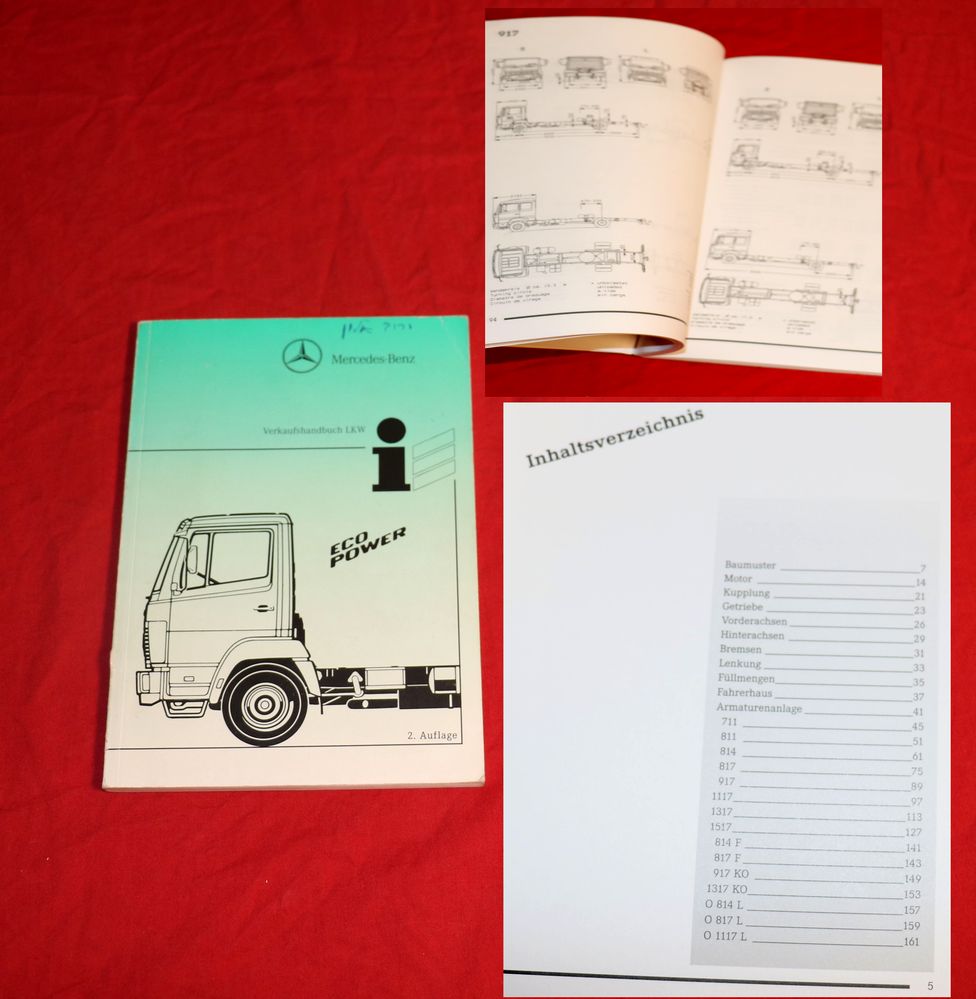 Mercedes-Benz
Verkaufshandbuch LKW
i
ECO
POWER
2. Auflage
917
Turning circle
94
Inhaltsverzeichnis
Baumuster 7
Motor 14
Kupplung 21
Getriebe 23
Vorderachsen 26
Hinterachsen 29
Bremsen 31
Lenkung 33
Füllmengen 35
Fahrerhaus 37
Armaturenanlage 41
711 45
811 51
814 61
817 75
917 89
1117 97
1317 113
1517 127
814 F 141
817 F 143
917 KO 149
1317 KO 153
O 814 L 157
O 817 L 159
O 1117 L 161
5